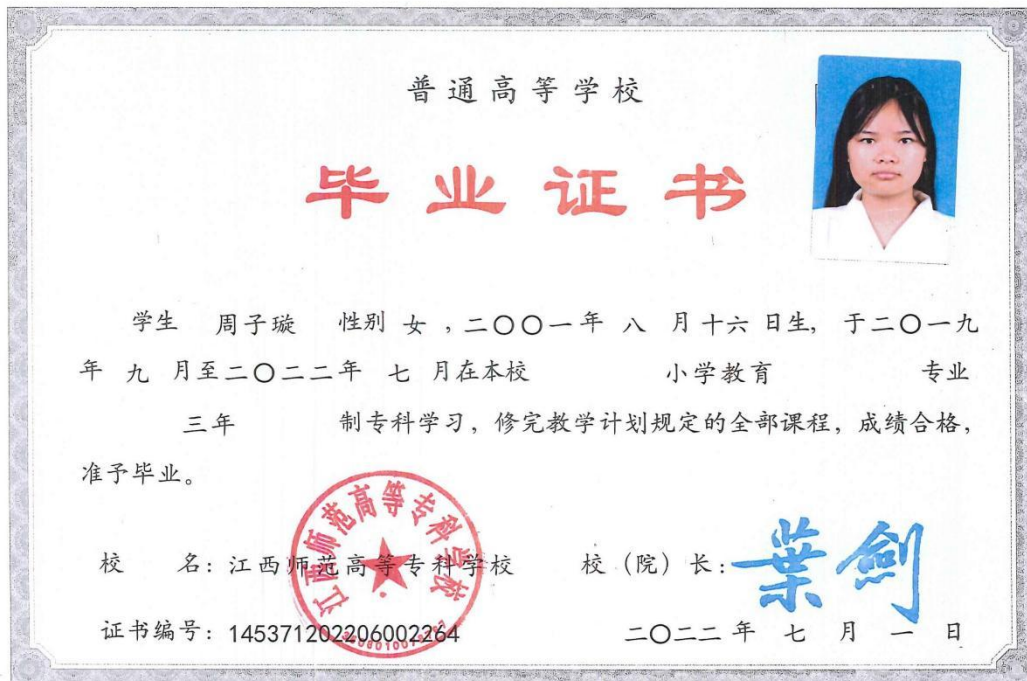 普通高等学校
毕业证书
学生 周子璇 性别 女 ,二〇〇一年 八 月十六 日生, 于二〇一九
年 九 月至二〇二二年 七 月在本校 小学教育 专业
三年 制专科学习, 修完教学计划规定的全部课程, 成绩合格,
准予毕业。
江西师范高等专科学校
校 名: 江西师范高等专科学校 校 (院) 长: 葉劍
证书编号: 145371202206002264 二〇二二 年 七 月 一 日